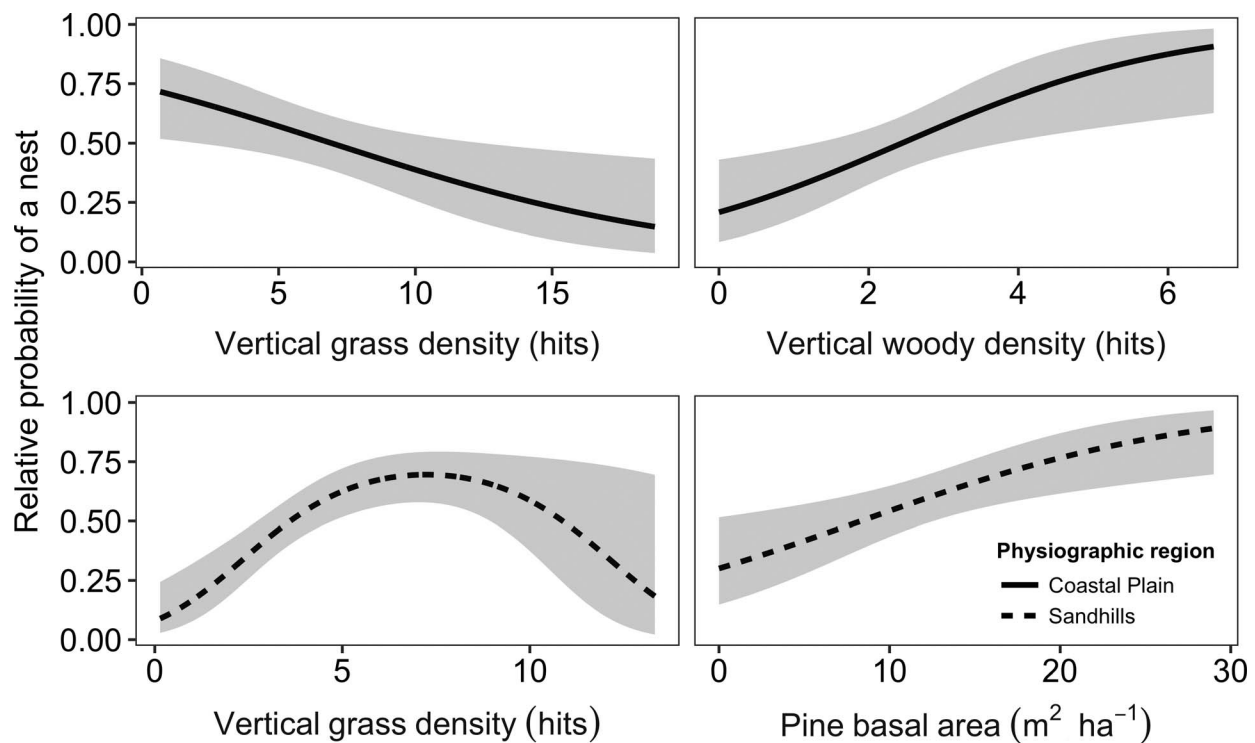 Relative probability of a nest
1.00
0.75
0.50
0.25
0.00
0 5 10 15
Vertical grass density (hits)
0 2 4 6
Vertical woody density (hits)
1.00
0.75
0.50
0.25
0.00
0 5 10
Vertical grass density (hits)
Physiographic region
Coastal Plain
Sandhills
0 10 20 30
Pine basal area (m² ha⁻¹)